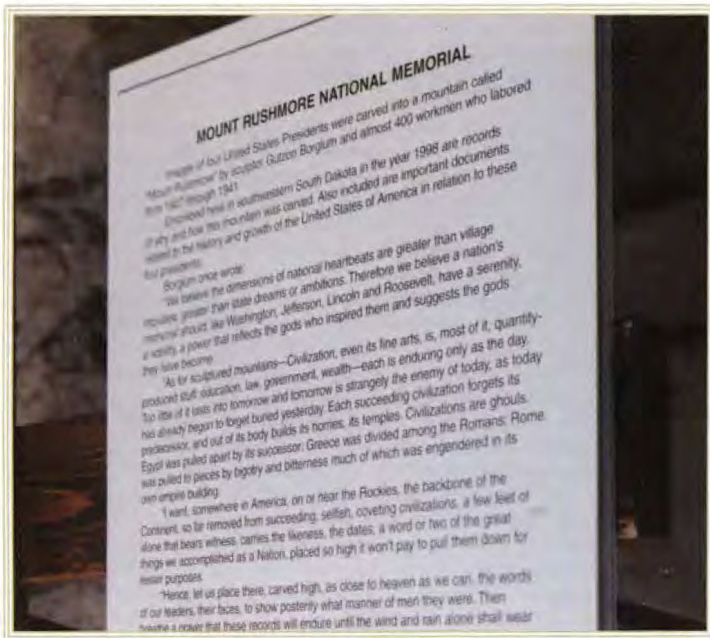 MOUNT RUSHMORE NATIONAL MEMORIAL
Images of four United States Presidents were carved into a mountain called
"Mount Rushmore" by sculptor Gutzon Borglum and almost 400 workmen who labored
from 1927 through 1941.
Enclosed here in southwestern South Dakota in the year 1998 are records
of why and how this mountain was carved. Also included are important documents
related to the history and growth of the United States of America in relation to these
four presidents.
Borglum once wrote:
"We believe the dimensions of national heartbeats are greater than village
impulses, greater than state dreams or ambitions. Therefore we believe a nation's
memorial should, like Washington, Jefferson, Lincoln and Roosevelt, have a serenity,
a nobility, a power that reflects the gods who inspired them and suggests the gods
they have become.
"As for sculptured mountains—Civilization, even its fine arts, is, most of it, quantity-
produced stuff: education, law, government, wealth—each is enduring only as the day.
Too little of it lasts into tomorrow and tomorrow is strangely the enemy of today, as today
has already begun to forget buried yesterday. Each succeeding civilization forgets its
predecessor, and out of its body builds its homes, its temples. Civilizations are ghouls.
Egypt was pulled apart by its successor; Greece was divided among the Romans; Rome
was pulled to pieces by bigotry and bitterness much of which was engendered in its
own empire building.
"I want, somewhere in America, on or near the Rockies, the backbone of the
Continent, so far removed from succeeding, selfish, coveting civilizations, a few feet of
stone that bears witness, carries the likeness, the dates, a word or two of the great
things we accomplished as a Nation, placed so high it won't pay to pull them down for
lesser purposes.
"Hence, let us place there, carved high, as close to heaven as we can, the words
of our leaders, their faces, to show posterity what manner of men they were. Then
breathe a prayer that these records will endure until the wind and rain alone shall wear